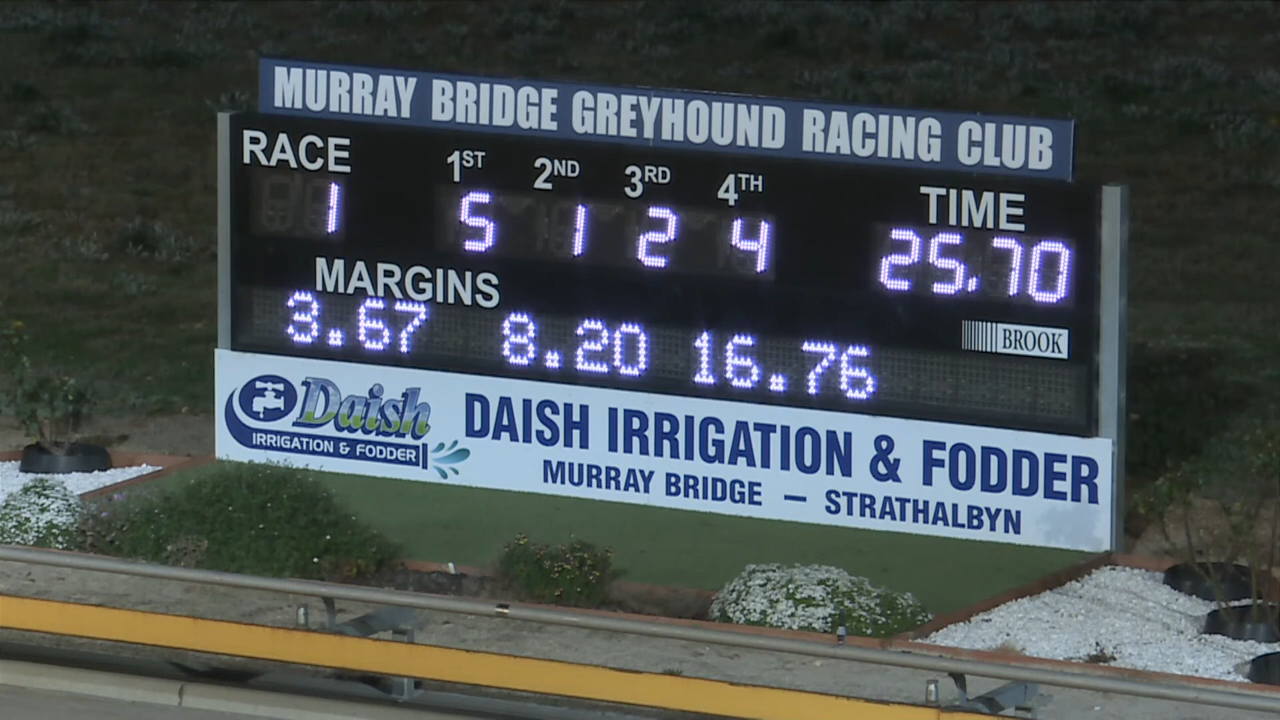 MURRAY BRIDGE GREYHOUND RACING CLUB
RACE 1ST 2ND 3RD 4TH TIME
1 5 1 2 4 25.70
MARGINS
3.67 8.20 16.76
BROOK
Daish
IRRIGATION & FODDER
DAISH IRRIGATION & FODDER
MURRAY BRIDGE – STRATHALBYN